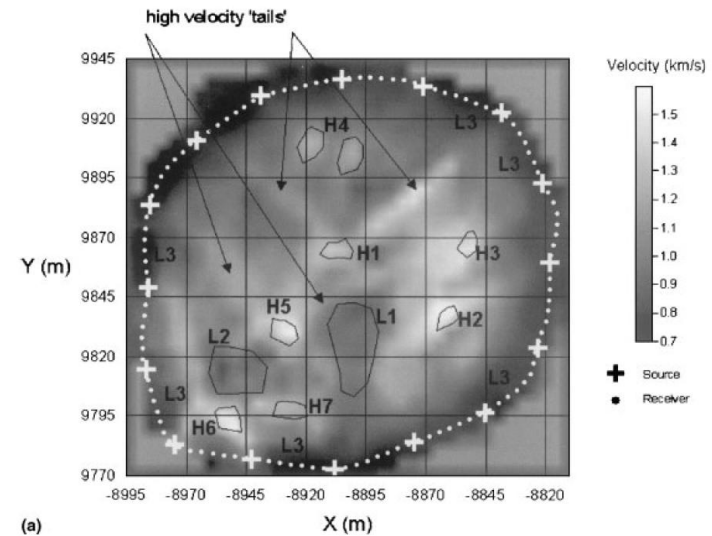 high velocity 'tails'
9945
9920
9895
9870
9845
9820
9795
9770
Y (m)
-8995 -8970 -8945 -8920 -8895 -8870 -8845 -8820
X (m)
(a)
H4
L3
L3
H1
H3
L3
H5
L1
H2
L2
L3
L3
H7
H6
L3
Velocity (km/s)
1.5
1.4
1.3
1.2
1.1
1.0
0.9
0.8
0.7
Source
Receiver